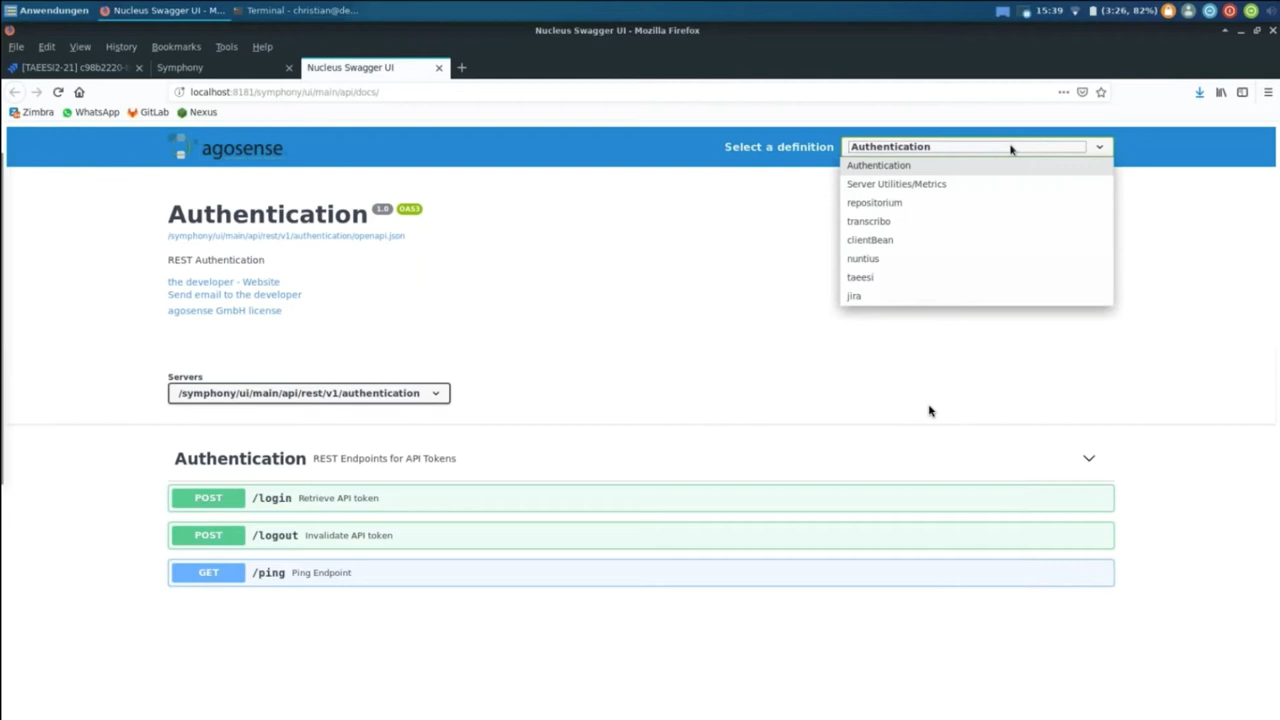 Anwendungen
Nucleus Swagger UI - M...
Terminal - christian@de...
15:39
(3:26, 82%)
Nucleus Swagger UI - Mozilla Firefox
File Edit View History Bookmarks Tools Help
[TAEESI2-21] c98b2220-
Symphony
Nucleus Swagger UI
localhost:8181/symphony/ui/main/api/docs/
Zimbra WhatsApp GitLab Nexus
agosense
Select a definition
Authentication
Authentication
Server Utilities/Metrics
repositorium
transcribo
clientBean
nuntius
taeesi
jira
Authentication 1.0 OAS3
/symphony/ui/main/api/rest/v1/authentication/openapi.json
REST Authentication
the developer - Website
Send email to the developer
agosense GmbH license
Servers
/symphony/ui/main/api/rest/v1/authentication
Authentication REST Endpoints for API Tokens
POST /login Retrieve API token
POST /logout Invalidate API token
GET /ping Ping Endpoint